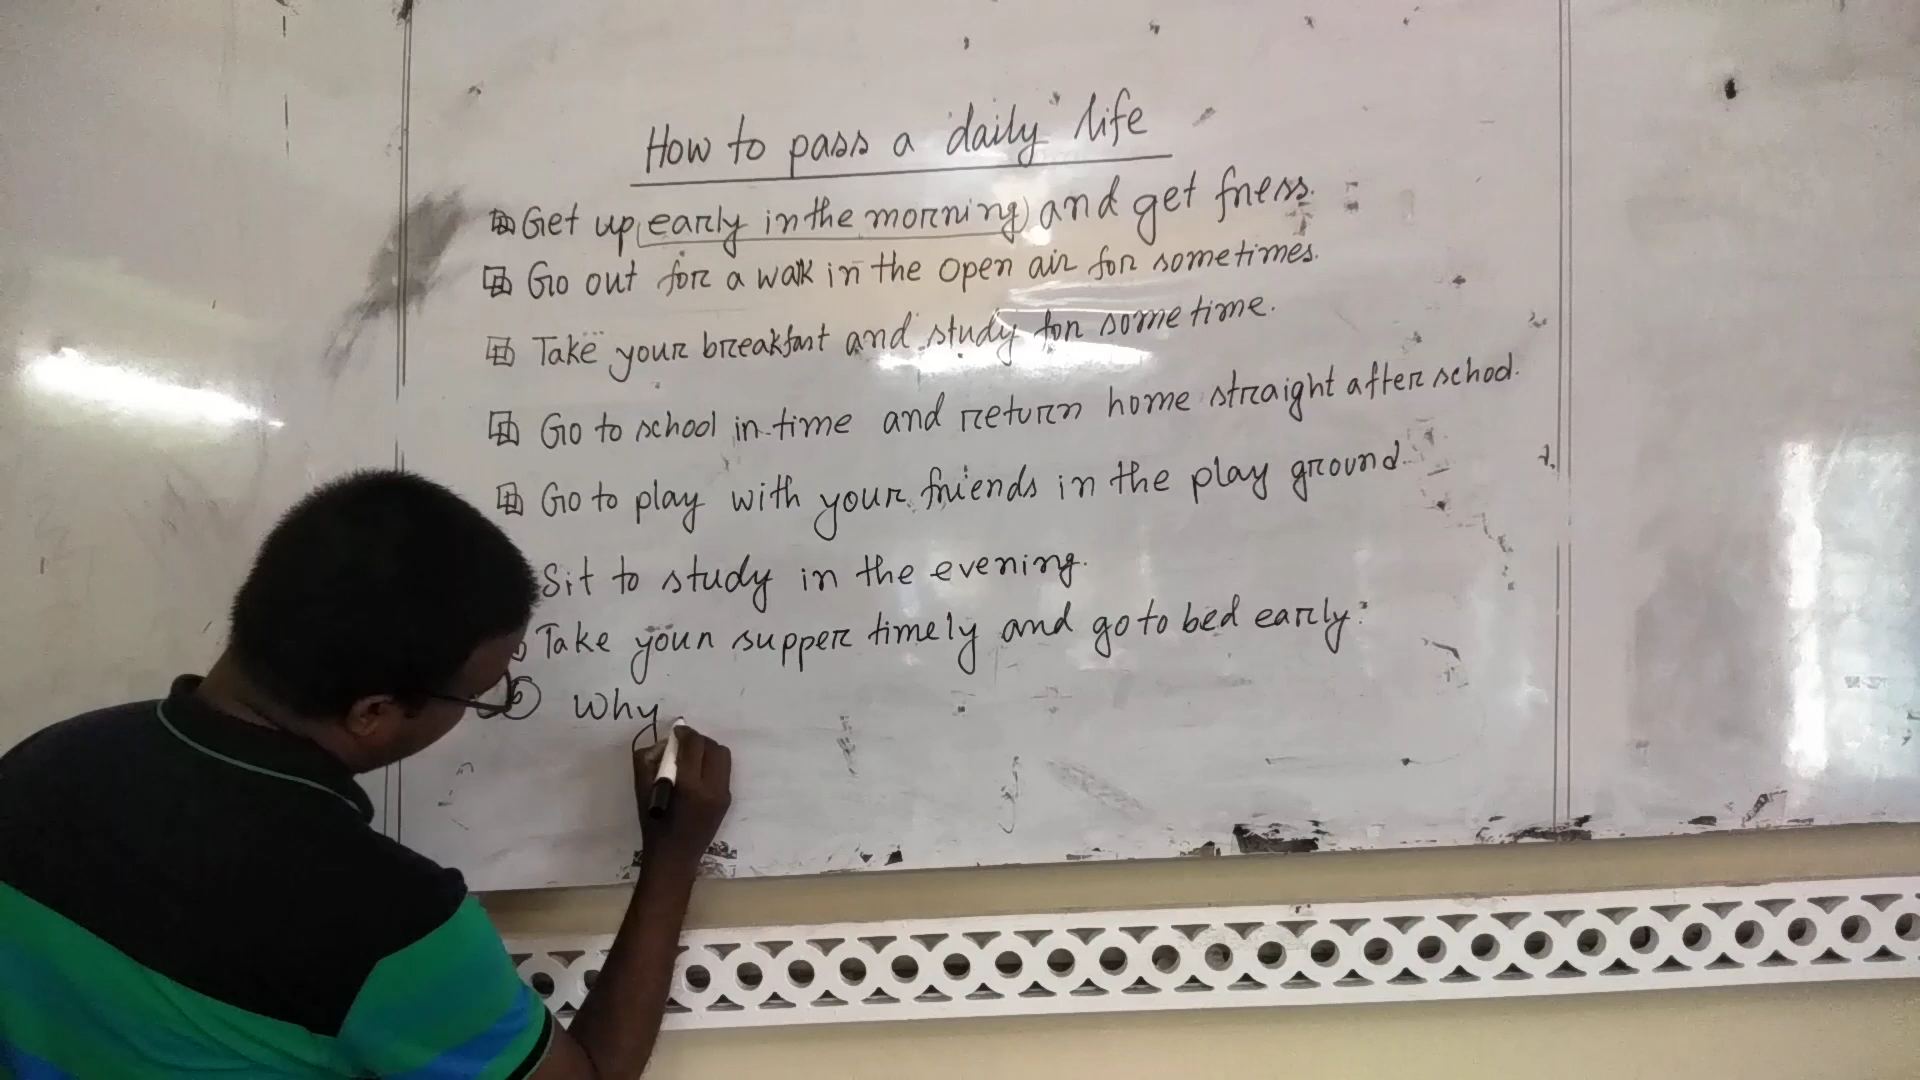 How to pass a daily life
Get up (early in the morning) and get fress.
Go out for a walk in the open air for sometimes.
Take your breakfast and study for some time.
Go to school in time and return home straight after school.
Go to play with your friends in the play ground.
Sit to study in the evening.
Take your supper timely and go to bed early.
Why